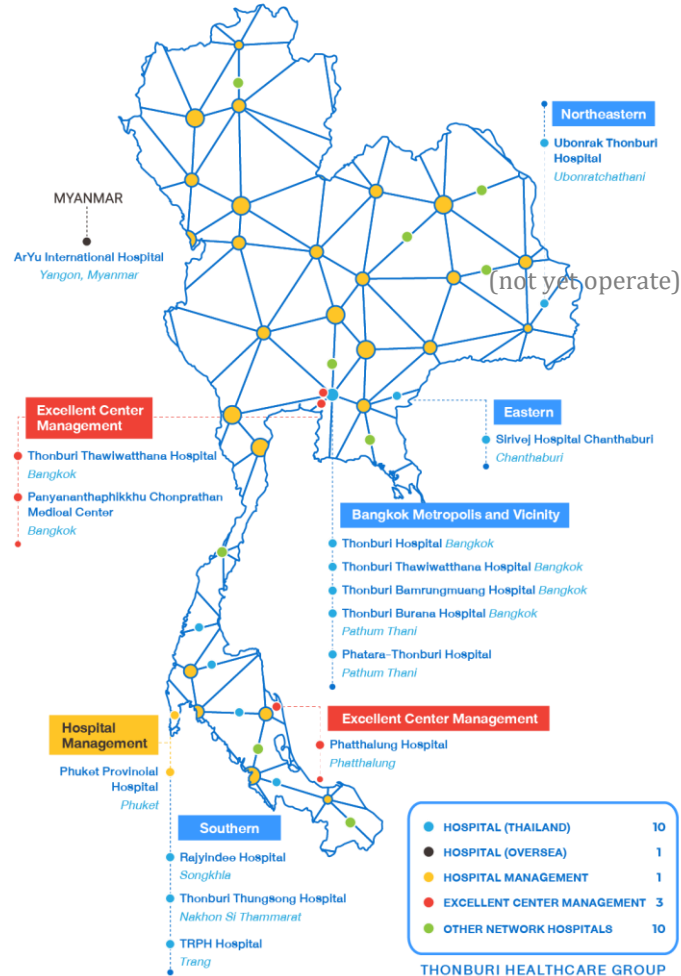 Northeastern
Ubonrak Thonburi
Hospital
Ubonratchathani
MYANMAR
ArYu International Hospital
Yangon, Myanmar
(not yet operate)
Excellent Center
Management
Thonburi Thawiwatthana Hospital
Bangkok
Panyananthaphikkhu Chonprathan
Medical Center
Bangkok
Eastern
Sirivej Hospital Chanthaburi
Chanthaburi
Bangkok Metropolis and Vicinity
Thonburi Hospital Bangkok
Thonburi Thawiwatthana Hospital Bangkok
Thonburi Bamrungmuang Hospital Bangkok
Thonburi Burana Hospital Bangkok
Pathum Thani
Phatara-Thonburi Hospital
Pathum Thani
Excellent Center Management
Phatthalung Hospital
Phatthalung
Hospital
Management
Phuket Provincial
Hospital
Phuket
Southern
Rajyindee Hospital
Songkhla
Thonburi Thungsong Hospital
Nakhon Si Thammarat
TRPH Hospital
Trang
HOSPITAL (THAILAND) 10
HOSPITAL (OVERSEA) 1
HOSPITAL MANAGEMENT 1
EXCELLENT CENTER MANAGEMENT 3
OTHER NETWORK HOSPITALS 10
THONBURI HEALTHCARE GROUP